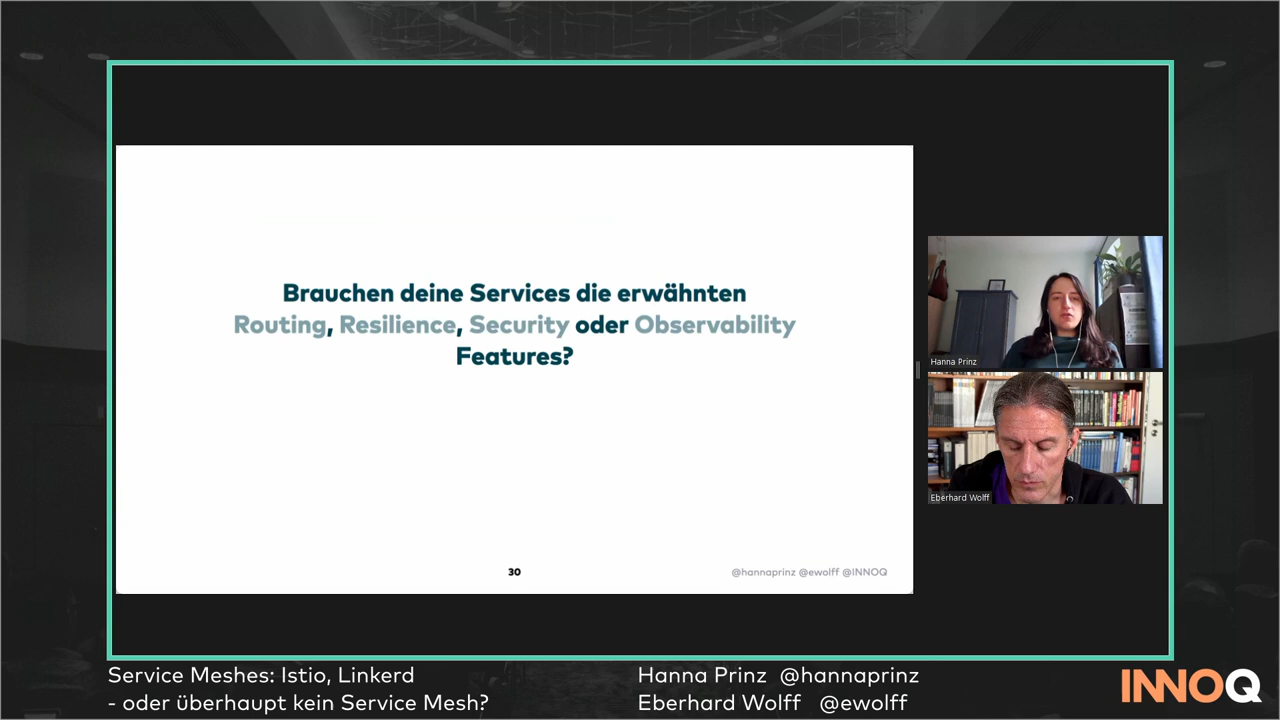 Brauchen deine Services die erwähnten
Routing, Resilience, Security oder Observability
Features?
30
@hannaprinz @ewolff @INNOQ
Hanna Prinz
Eberhard Wolff
Service Meshes: Istio, Linkerd
- oder überhaupt kein Service Mesh?
Hanna Prinz @hannaprinz
Eberhard Wolff @ewolff
INNOQ